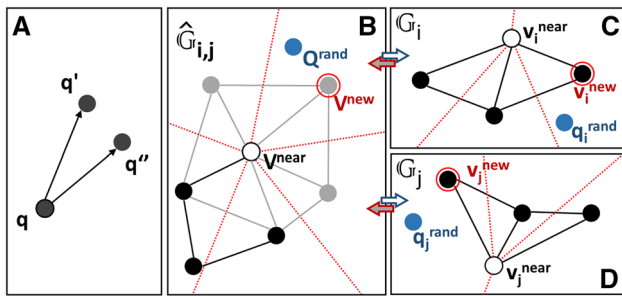 A
q'
q''
q
Ĝi,j
B
Qrand
Vnew
Vnear
𝔾i
C
vinear
vinew
qirand
𝔾j
vjnew
qjrand
vjnear
D